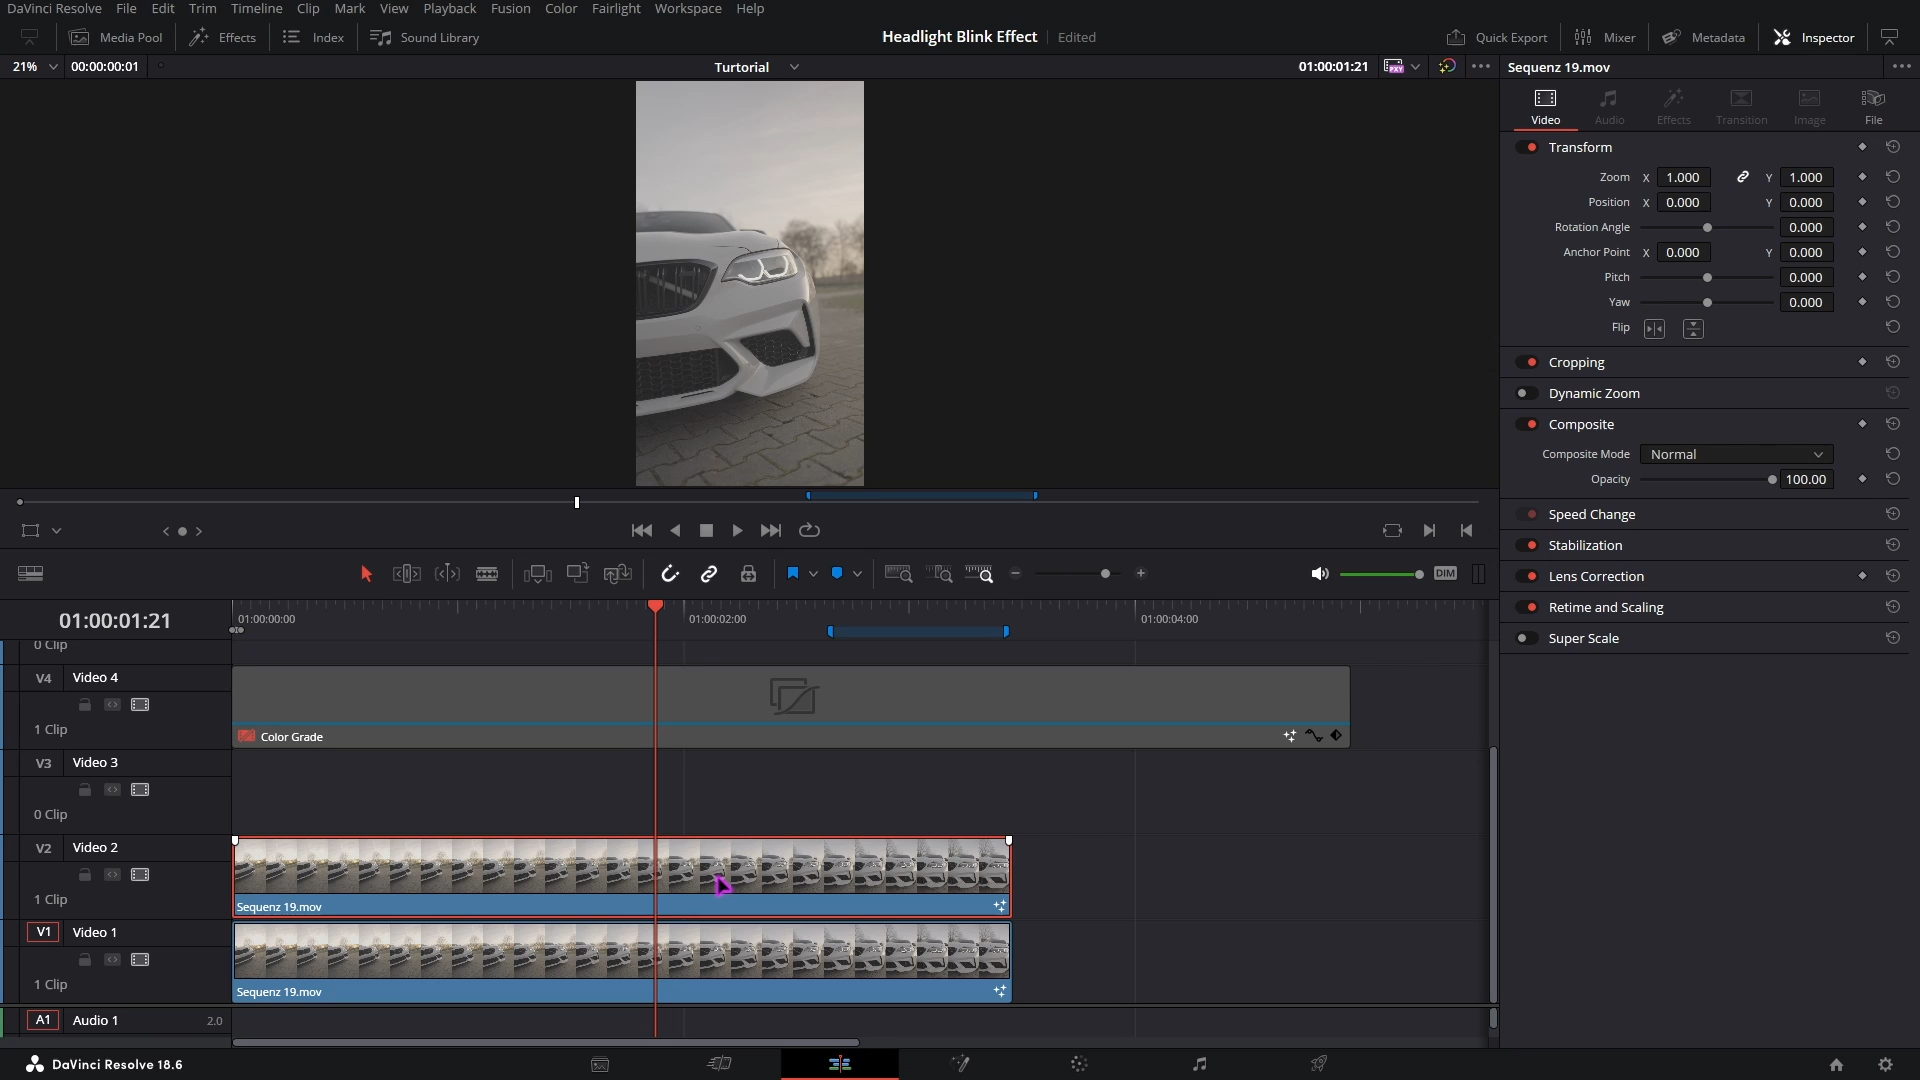 DaVinci Resolve File Edit Trim Timeline Clip Mark View Playback Fusion Color Fairlight Workspace Help
Media Pool Effects Index Sound Library Headlight Blink Effect Edited Quick Export Mixer Metadata Inspector
21% 00:00:00:01 Turtorial 01:00:01:21 PXY Sequenz 19.mov
Video Audio Effects Transition Image File
Transform
Zoom X 1.000 Y 1.000
Position X 0.000 Y 0.000
Rotation Angle 0.000
Anchor Point X 0.000 Y 0.000
Pitch 0.000
Yaw 0.000
Flip
Cropping
Dynamic Zoom
Composite
Composite Mode Normal
Opacity 100.00
Speed Change
Stabilization
Lens Correction
Retime and Scaling
Super Scale
DIM
01:00:01:21 01:00:00:00 01:00:02:00 01:00:04:00
0 Clip
V4 Video 4
1 Clip
Color Grade
V3 Video 3
0 Clip
V2 Video 2
1 Clip
Sequenz 19.mov
V1 Video 1
1 Clip
Sequenz 19.mov
A1 Audio 1 2.0
DaVinci Resolve 18.6